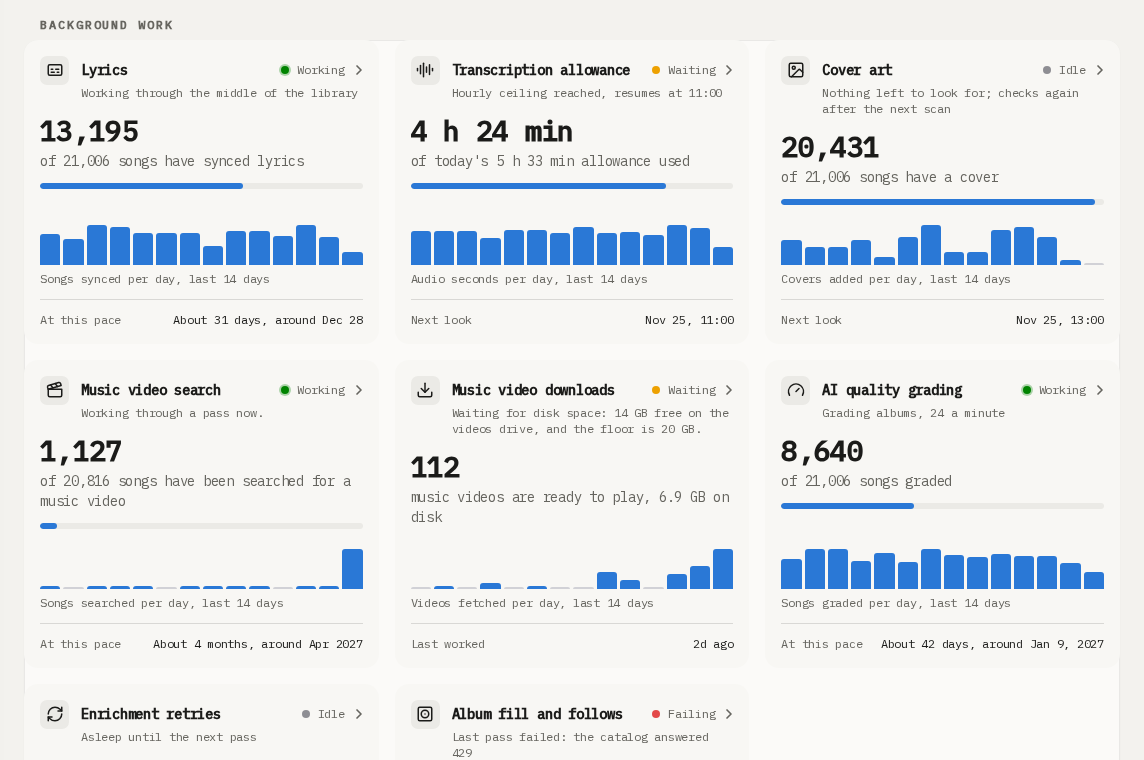 BACKGROUND WORK
Lyrics
Working
Working through the middle of the library
13,195
of 21,006 songs have synced lyrics
Songs synced per day, last 14 days
At this pace
About 31 days, around Dec 28
Transcription allowance
Waiting
Hourly ceiling reached, resumes at 11:00
4 h 24 min
of today's 5 h 33 min allowance used
Audio seconds per day, last 14 days
Next look
Nov 25, 11:00
Cover art
Idle
Nothing left to look for; checks again
after the next scan
20,431
of 21,006 songs have a cover
Covers added per day, last 14 days
Next look
Nov 25, 13:00
Music video search
Working
Working through a pass now.
1,127
of 20,816 songs have been searched for a
music video
Songs searched per day, last 14 days
At this pace
About 4 months, around Apr 2027
Music video downloads
Waiting
Waiting for disk space: 14 GB free on the
videos drive, and the floor is 20 GB.
112
music videos are ready to play, 6.9 GB on
disk
Videos fetched per day, last 14 days
Last worked
2d ago
AI quality grading
Working
Grading albums, 24 a minute
8,640
of 21,006 songs graded
Songs graded per day, last 14 days
At this pace
About 42 days, around Jan 9, 2027
Enrichment retries
Idle
Asleep until the next pass
Album fill and follows
Failing
Last pass failed: the catalog answered
429